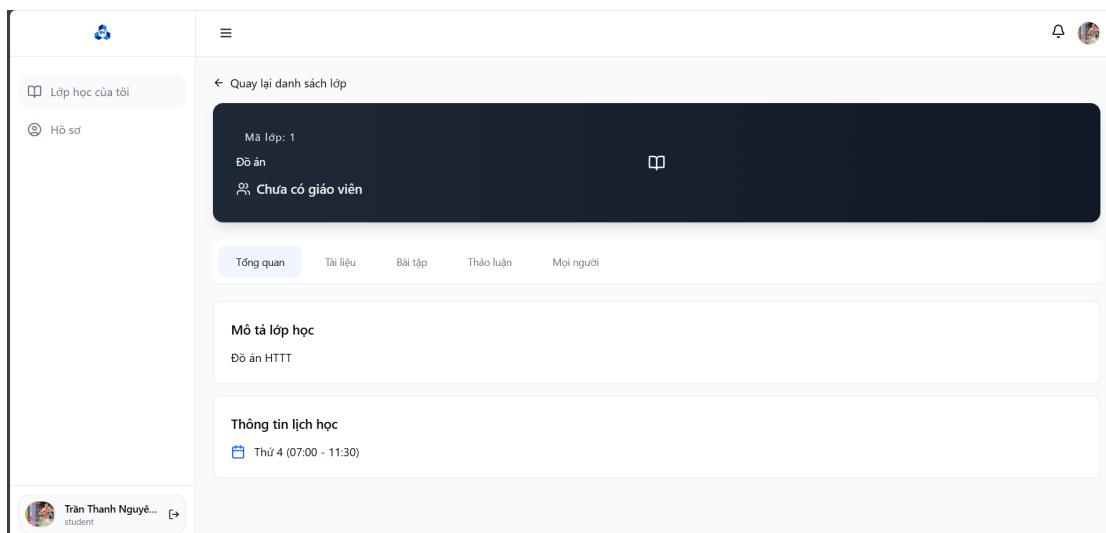 Lớp học của tôi
Hồ sơ
← Quay lại danh sách lớp
Mã lớp: 1
Đồ án
Chưa có giáo viên
Tổng quan Tài liệu Bài tập Thảo luận Mọi người
Mô tả lớp học
Đồ án HTTT
Thông tin lịch học
Thứ 4 (07:00 - 11:30)
Trần Thanh Nguyê...
student